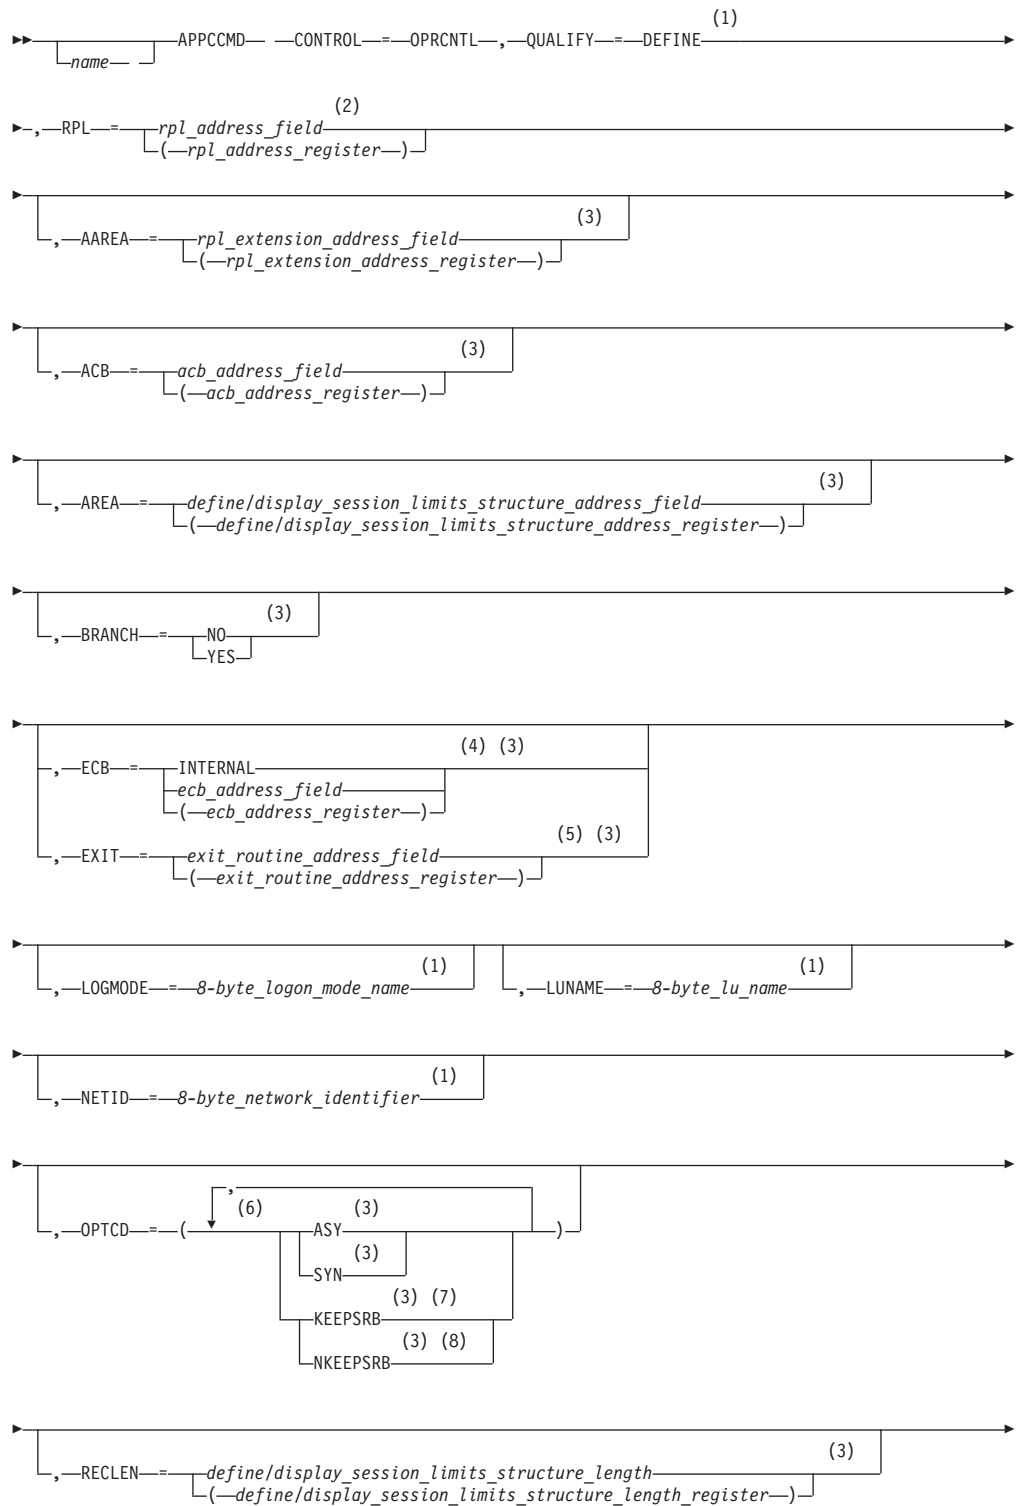 (1)
name APPCCMD CONTROL = OPRCNTL , QUALIFY = DEFINE
(2)
, RPL = rpl_address_field
( rpl_address_register )
(3)
, AAREA = rpl_extension_address_field
( rpl_extension_address_register )
(3)
, ACB = acb_address_field
( acb_address_register )
(3)
, AREA = define/display_session_limits_structure_address_field
( define/display_session_limits_structure_address_register )
(3)
, BRANCH = NO
YES
(4) (3)
, ECB = INTERNAL
ecb_address_field
( ecb_address_register )
(5) (3)
, EXIT = exit_routine_address_field
( exit_routine_address_register )
(1) (1)
, LOGMODE = 8-byte_logon_mode_name , LUNAME = 8-byte_lu_name
(1)
, NETID = 8-byte_network_identifier
,
(6) (3)
, OPTCD = ( ASY )
(3)
SYN
(3) (7)
KEEPSRB
(3) (8)
NKEEPSRB
(3)
, RECLEN = define/display_session_limits_structure_length
( define/display_session_limits_structure_length_register )